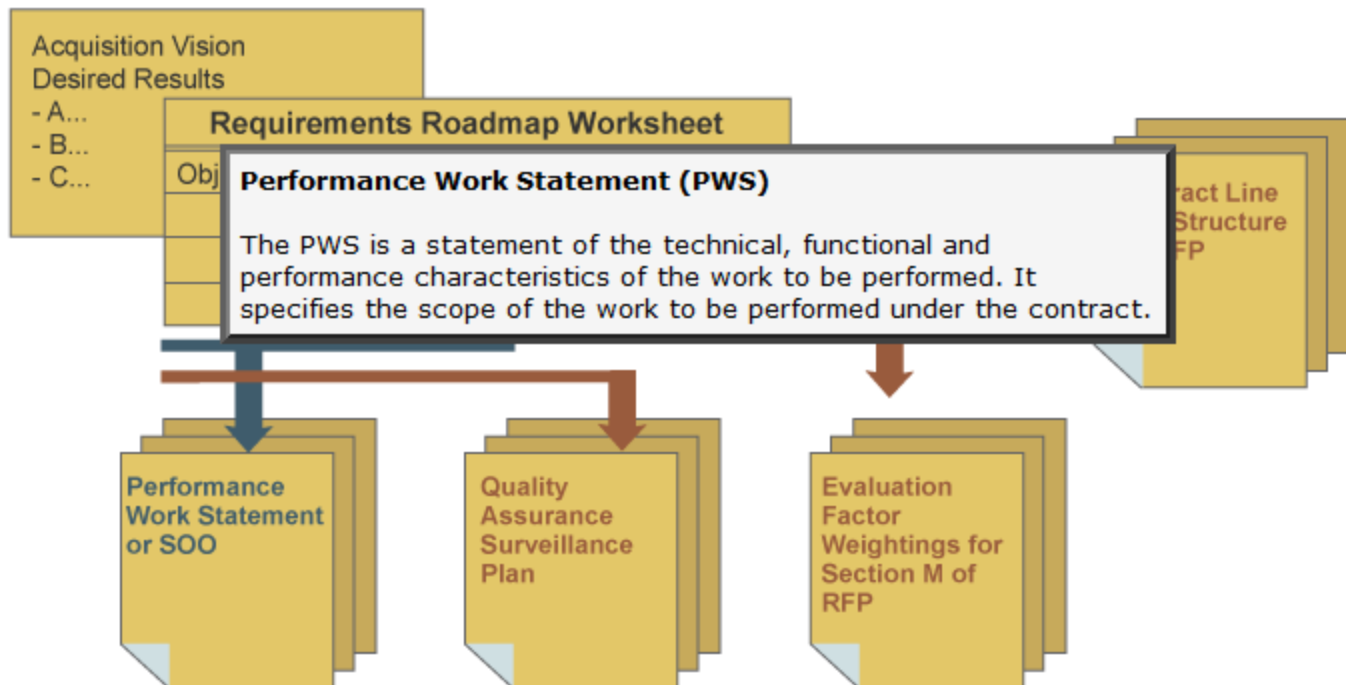 Acquisition Vision
Desired Results
- A...
- B...
- C...
Requirements Roadmap Worksheet
Performance Work Statement (PWS)
The PWS is a statement of the technical, functional and
performance characteristics of the work to be performed. It
specifies the scope of the work to be performed under the contract.
Line
Structure
Performance
Work Statement
or SOO
Quality
Assurance
Surveillance
Plan
Evaluation
Factor
Weightings for
Section M of
RFP